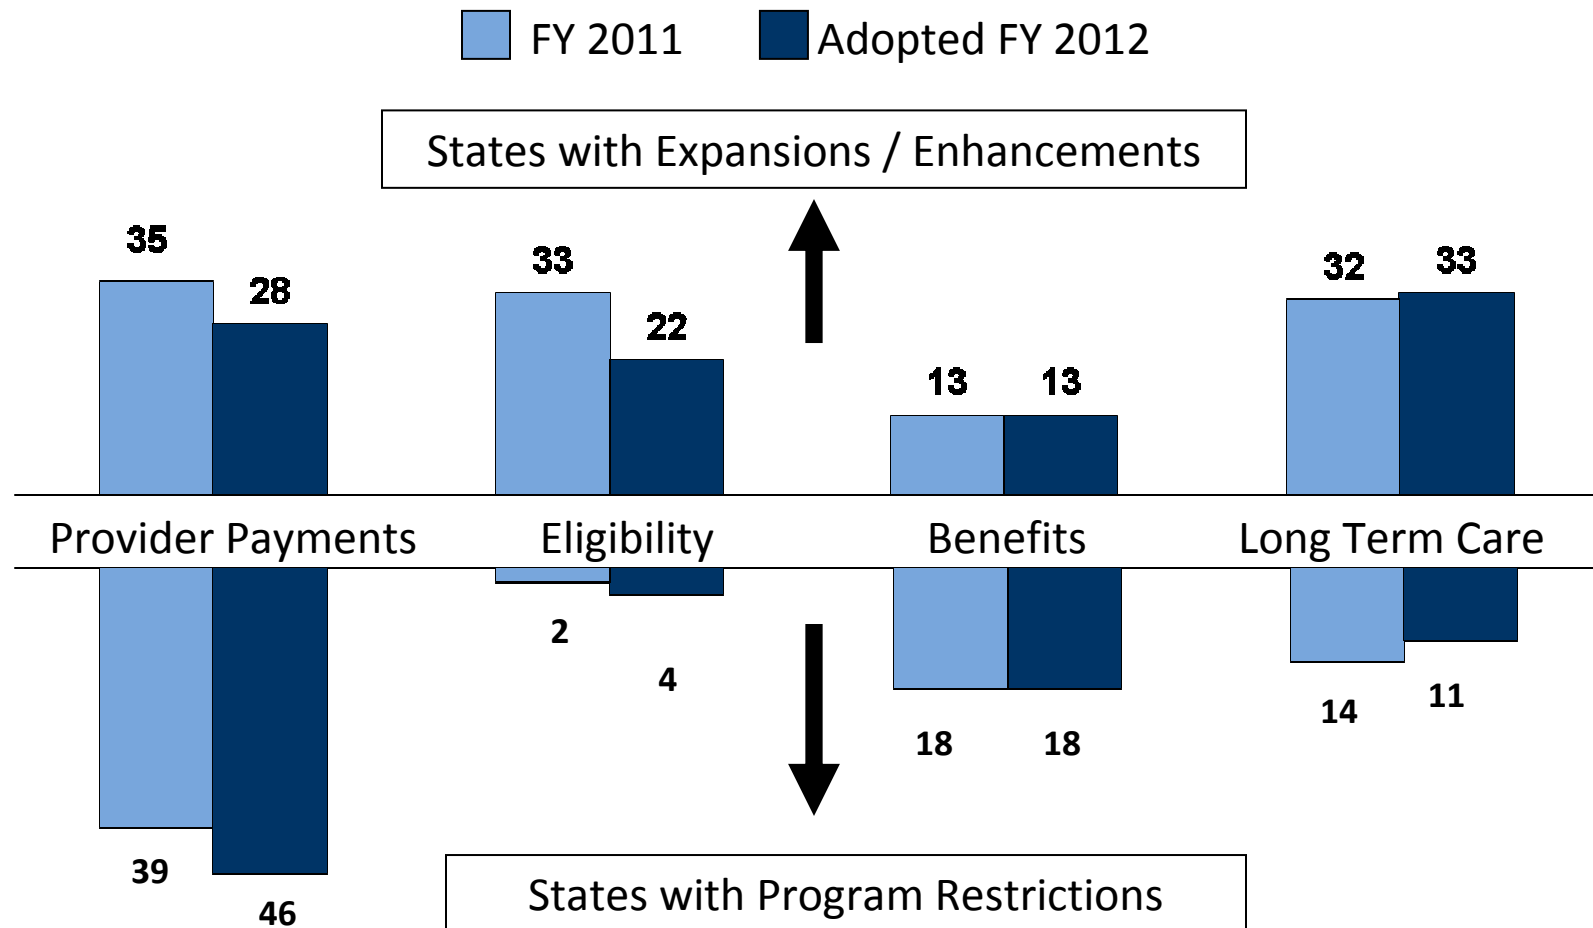 FY 2011 Adopted FY 2012
States with Expansions / Enhancements
35 28 33 22 13 13 32 33
Provider Payments Eligibility Benefits Long Term Care
39 46 2 4 18 18 14 11
States with Program Restrictions